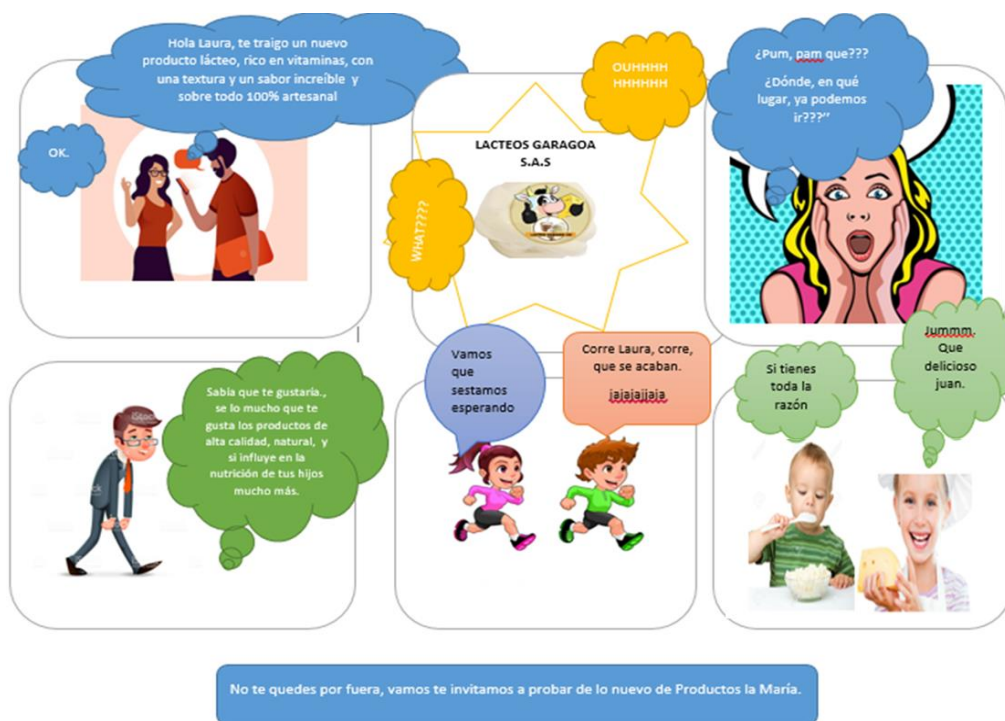 Hola Laura, te traigo un nuevo
producto lácteo, rico en vitaminas, con
una textura y un sabor increíble y
sobre todo 100% artesanal
OK.
OUHHHH
HHHHHH
LACTEOS GARAGOA
S.A.S
WHAT????
¿Pum, pam que???
¿Dónde, en qué
lugar, ya podemos
ir???”
Sabia que te gustaría.,
se lo mucho que te
gusta los productos de
alta calidad, natural, y
si influye en la
nutrición de tus hijos
mucho más.
iStock
Vamos
que
sestamos
esperando
Corre Laura, corre,
que se acaban.
jajajajjaja
Si tienes
toda la
razón
Jummm.
Que
delicioso
juan.
No te quedes por fuera, vamos te invitamos a probar de lo nuevo de Productos la María.